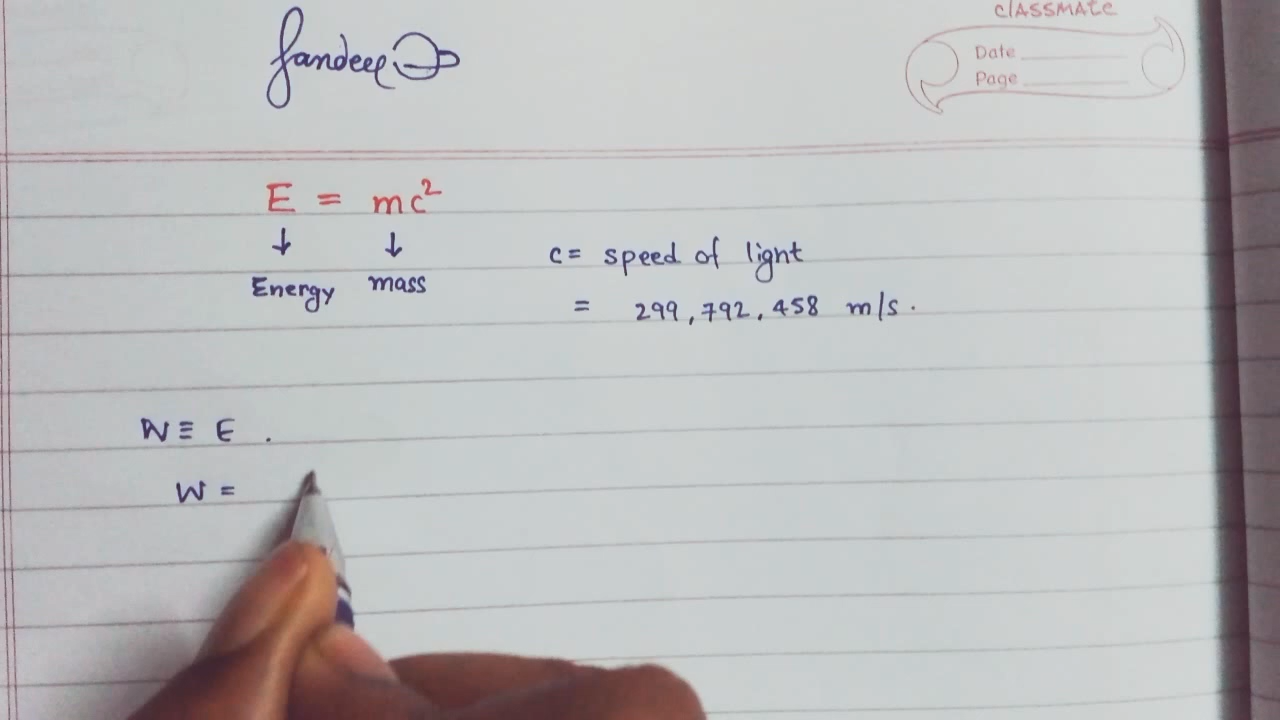 Sandeep
CLASSMATE
Date
Page
E = mc²
↓ ↓
Energy mass
c = speed of light
= 299,792,458 m/s.
W ≡ E .
W =